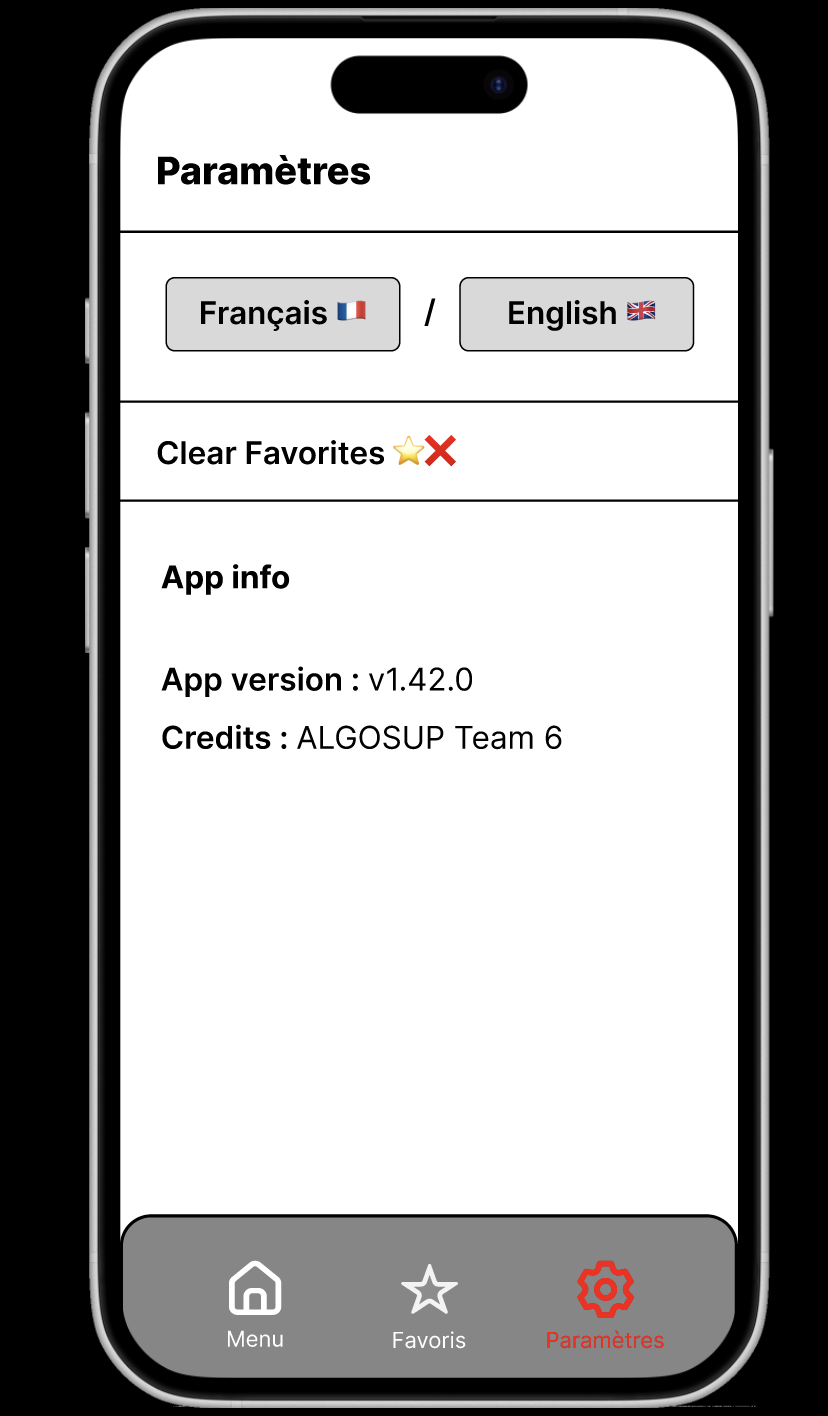 Paramètres
Français 🇫🇷 / English 🇬🇧
Clear Favorites ⭐❌
App info
App version : v1.42.0
Credits : ALGOSUP Team 6
Menu Favoris Paramètres